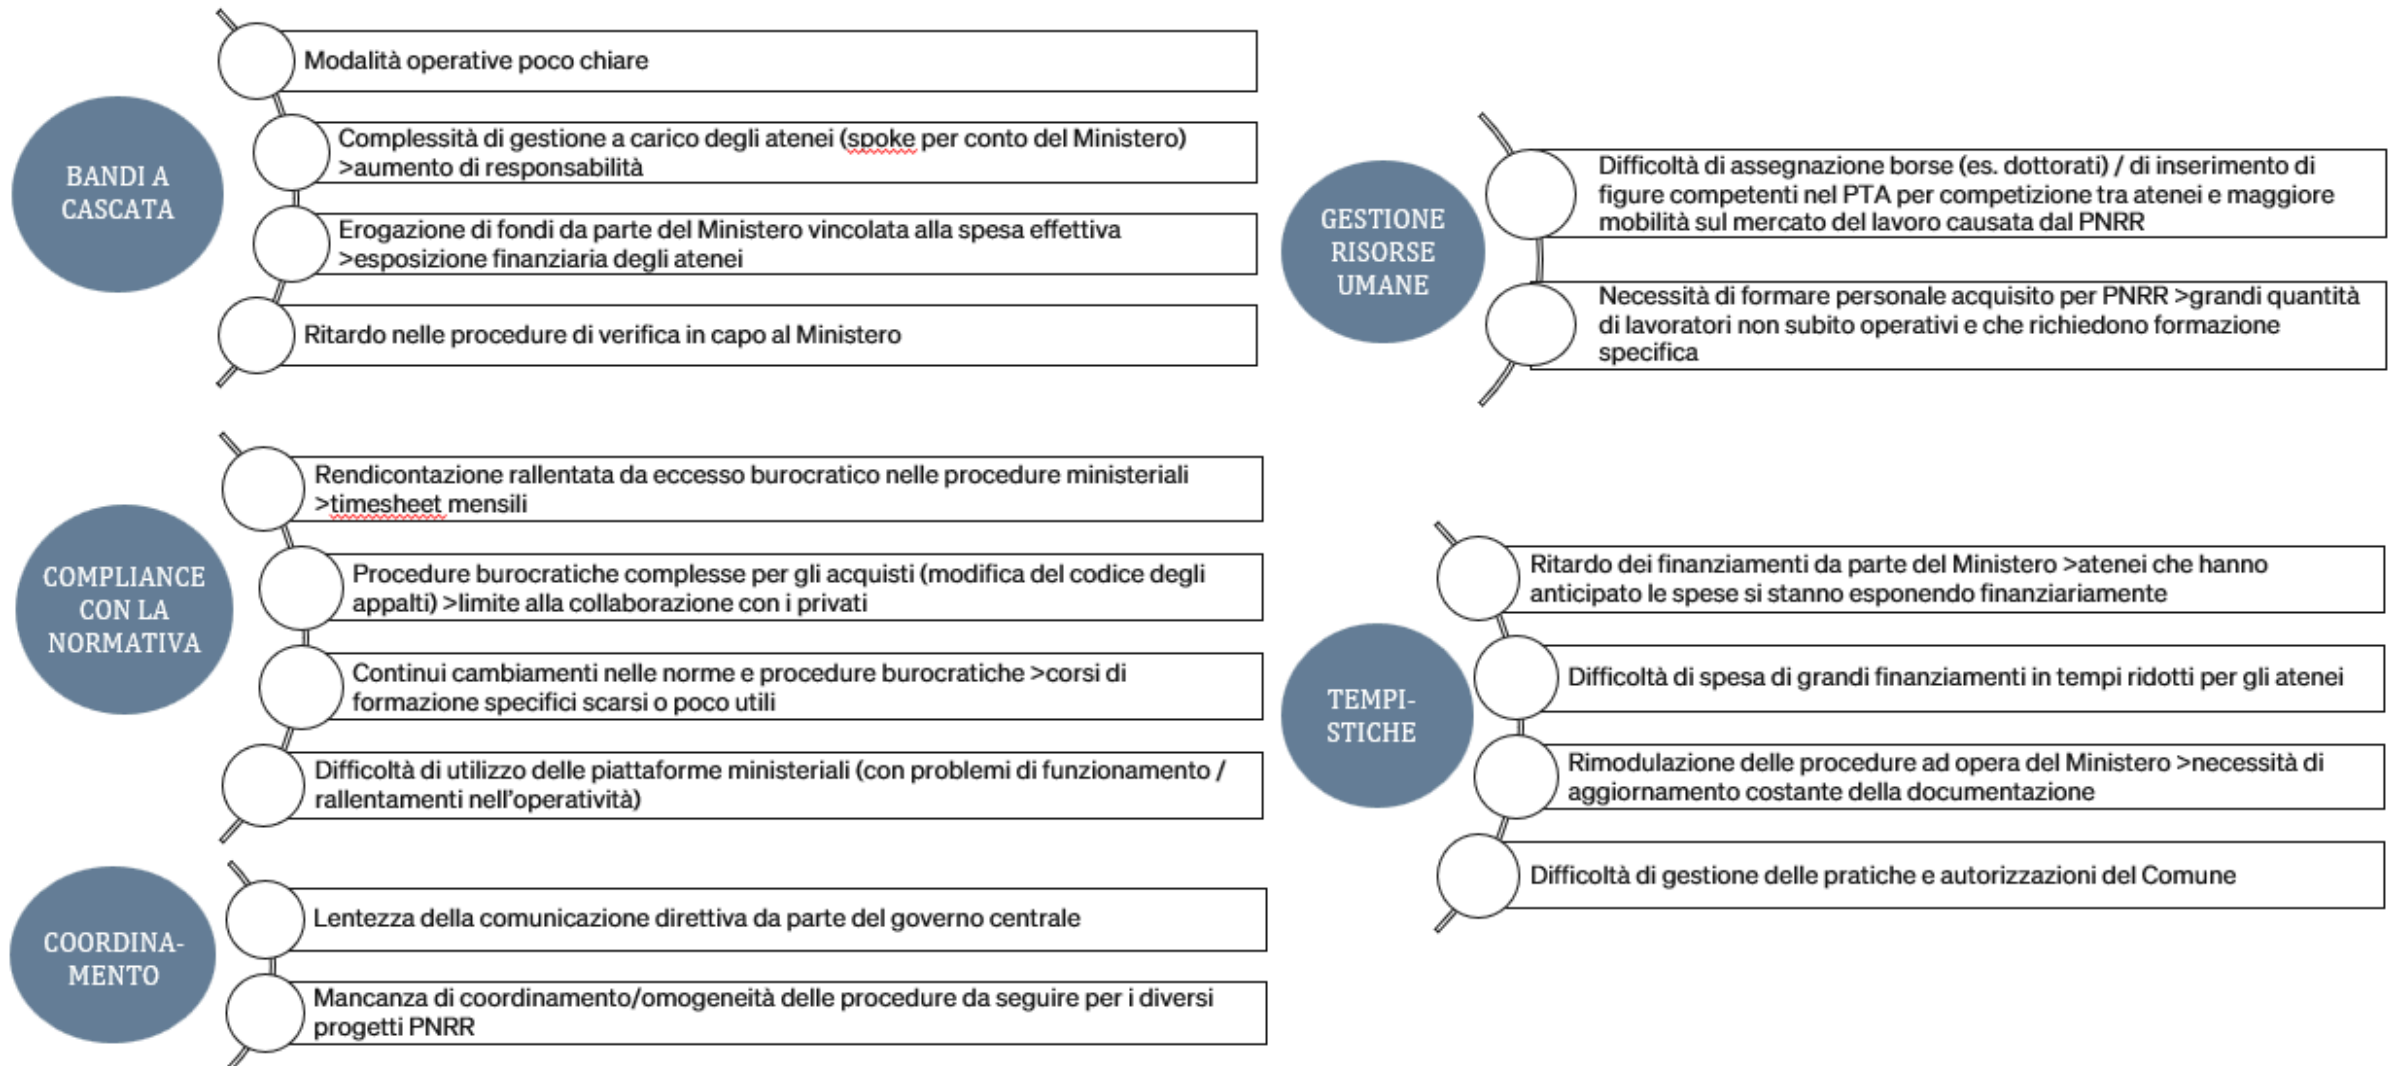 BANDI A
CASCATA
Modalità operative poco chiare
Complessità di gestione a carico degli atenei (spoke per conto del Ministero)
>aumento di responsabilità
Erogazione di fondi da parte del Ministero vincolata alla spesa effettiva
>esposizione finanziaria degli atenei
Ritardo nelle procedure di verifica in capo al Ministero
GESTIONE
RISORSE
UMANE
Difficoltà di assegnazione borse (es. dottorati) / di inserimento di
figure competenti nel PTA per competizione tra atenei e maggiore
mobilità sul mercato del lavoro causata dal PNRR
Necessità di formare personale acquisito per PNRR >grandi quantità
di lavoratori non subito operativi e che richiedono formazione
specifica
COMPLIANCE
CON LA
NORMATIVA
Rendicontazione rallentata da eccesso burocratico nelle procedure ministeriali
>timesheet mensili
Procedure burocratiche complesse per gli acquisti (modifica del codice degli
appalti) >limite alla collaborazione con i privati
Continui cambiamenti nelle norme e procedure burocratiche >corsi di
formazione specifici scarsi o poco utili
Difficoltà di utilizzo delle piattaforme ministeriali (con problemi di funzionamento /
rallentamenti nell'operatività)
TEMPI-
STICHE
Ritardo dei finanziamenti da parte del Ministero >atenei che hanno
anticipato le spese si stanno esponendo finanziariamente
Difficoltà di spesa di grandi finanziamenti in tempi ridotti per gli atenei
Rimodulazione delle procedure ad opera del Ministero >necessità di
aggiornamento costante della documentazione
Difficoltà di gestione delle pratiche e autorizzazioni del Comune
COORDINA-
MENTO
Lentezza della comunicazione direttiva da parte del governo centrale
Mancanza di coordinamento/omogeneità delle procedure da seguire per i diversi
progetti PNRR